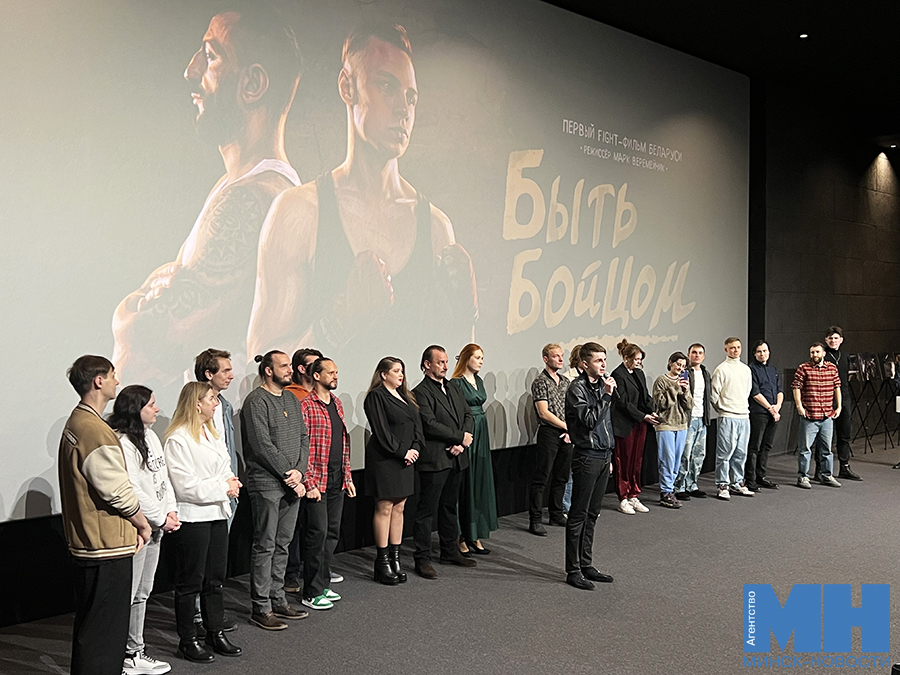 ПЕРВЫЙ FIGHT-ФИЛЬМ БЕЛАРУСИ
• РЕЖИССЁР МАРК ВЕРЕМЕЙЧИК •
БЫТЬ
БОЙЦОМ
Агентство
МН
МИНСК-НОВОСТИ